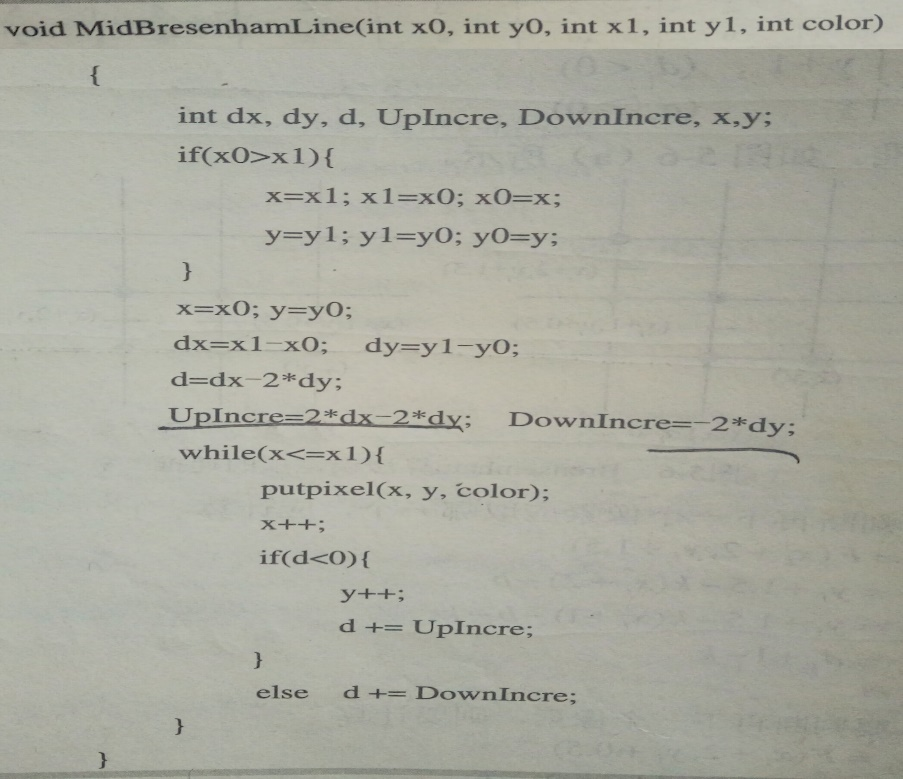 void MidBresenhamLine(int x0, int y0, int x1, int y1, int color)
{
int dx, dy, d, UpIncre, DownIncre, x,y;
if(x0>x1){
x=x1; x1=x0; x0=x;
y=y1; y1=y0; y0=y;
}
x=x0; y=y0;
dx=x1-x0; dy=y1-y0;
d=dx-2*dy;
UpIncre=2*dx-2*dy; DownIncre=-2*dy;
while(x<=x1){
putpixel(x, y, color);
x++;
if(d<0){
y++;
d += UpIncre;
}
else d += DownIncre;
}
}